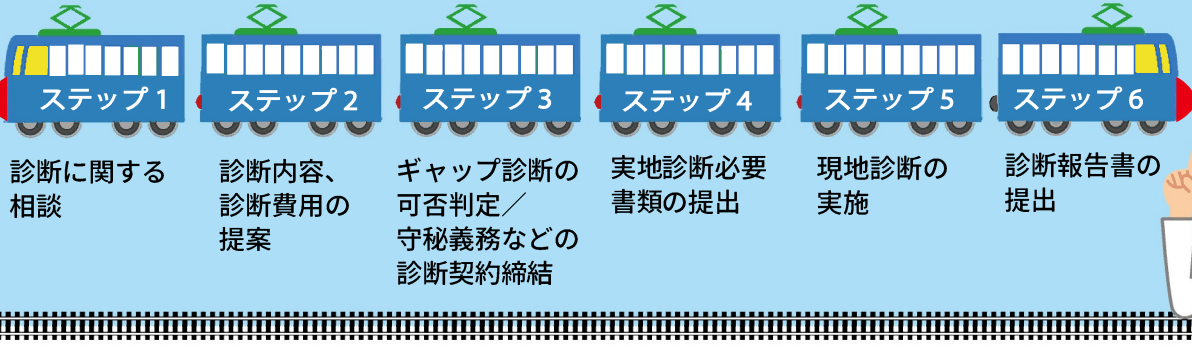 ステップ 1
診断に関する
相談
ステップ 2
診断内容、
診断費用の
提案
ステップ 3
ギャップ診断の
可否判定／
守秘義務などの
診断契約締結
ステップ 4
実地診断必要
書類の提出
ステップ 5
現地診断の
実施
ステップ 6
診断報告書の
提出